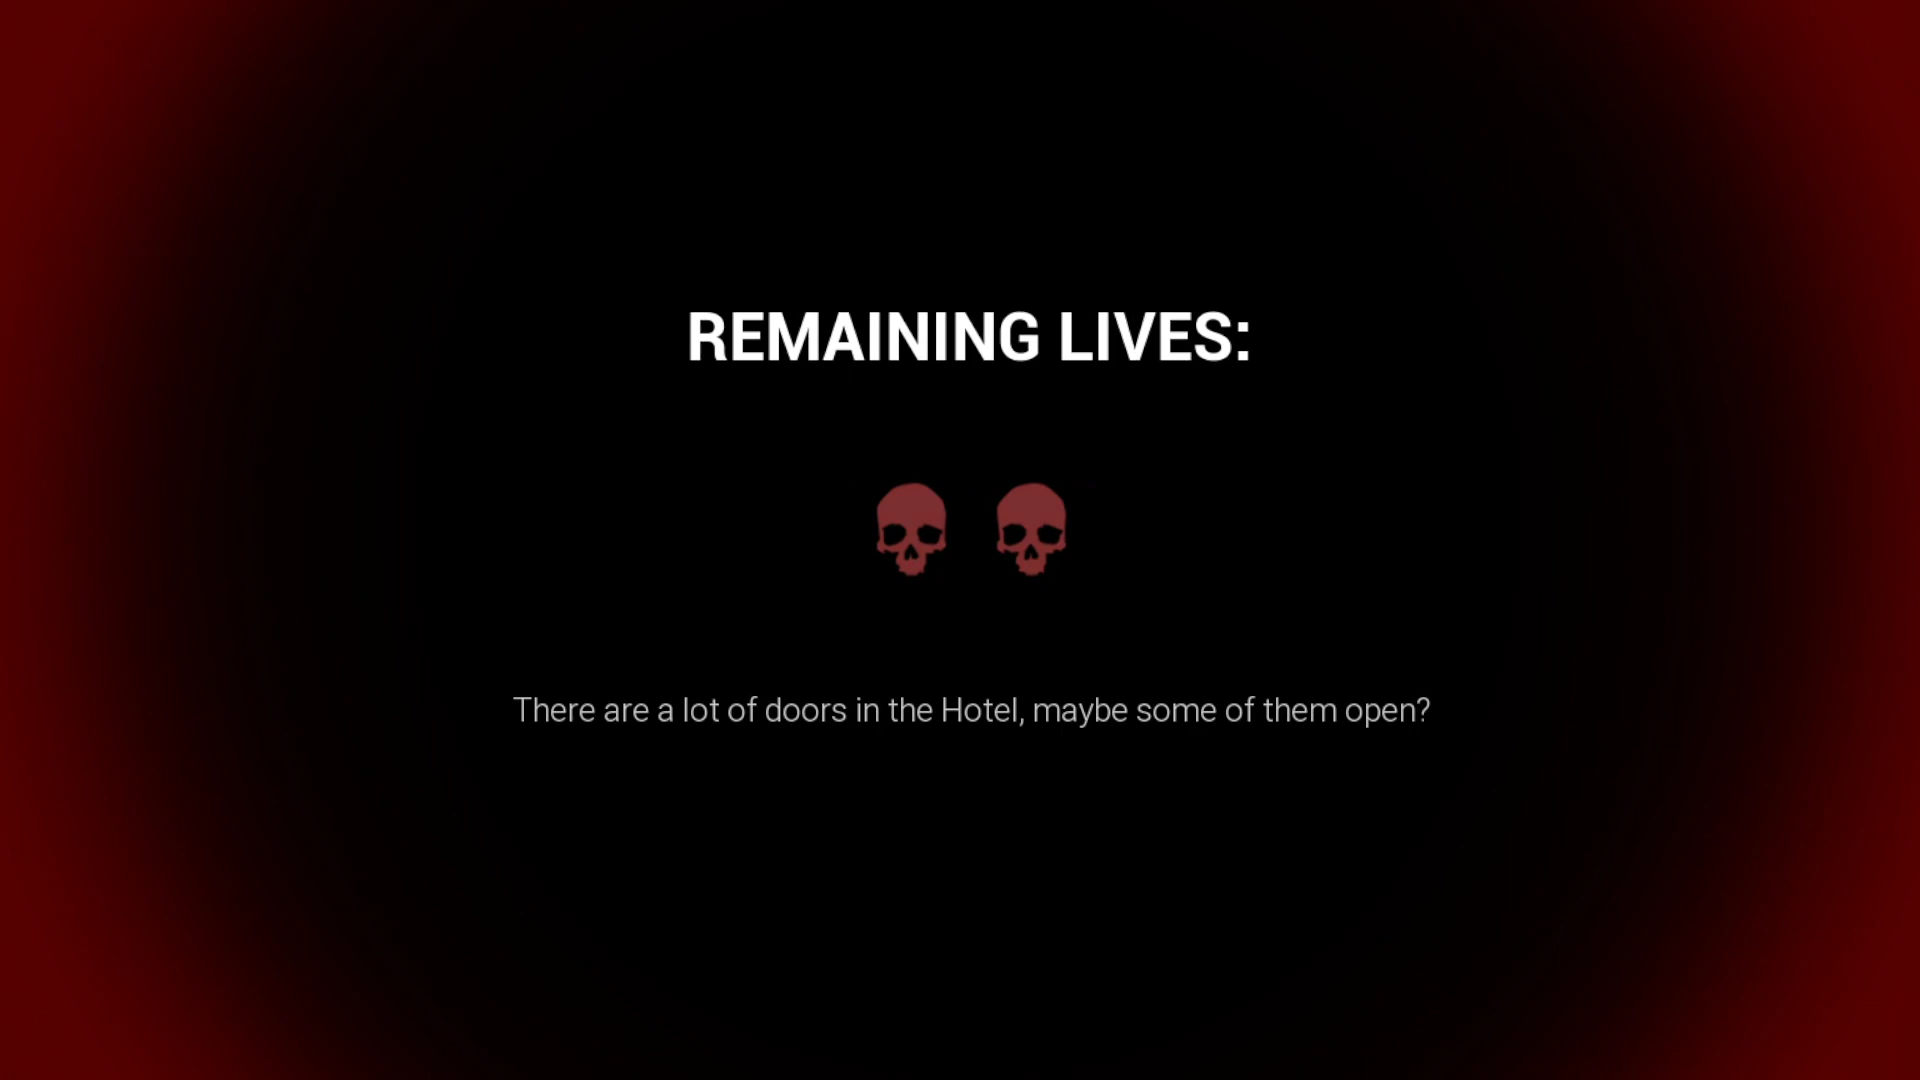 REMAINING LIVES:
There are a lot of doors in the Hotel, maybe some of them open?